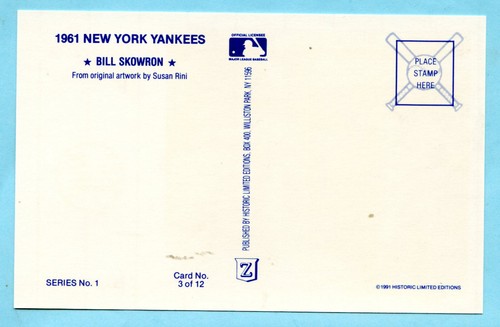 1961 NEW YORK YANKEES
★ BILL SKOWRON ★
From original artwork by Susan Rini
SERIES No. 1
Card No.
3 of 12
OFFICIAL LICENSEE
MAJOR LEAGUE BASEBALL
PUBLISHED BY HISTORIC LIMITED EDITIONS, BOX 400, WILLISTON PARK, NY 11596
Z
PLACE
STAMP
HERE
©1991 HISTORIC LIMITED EDITIONS